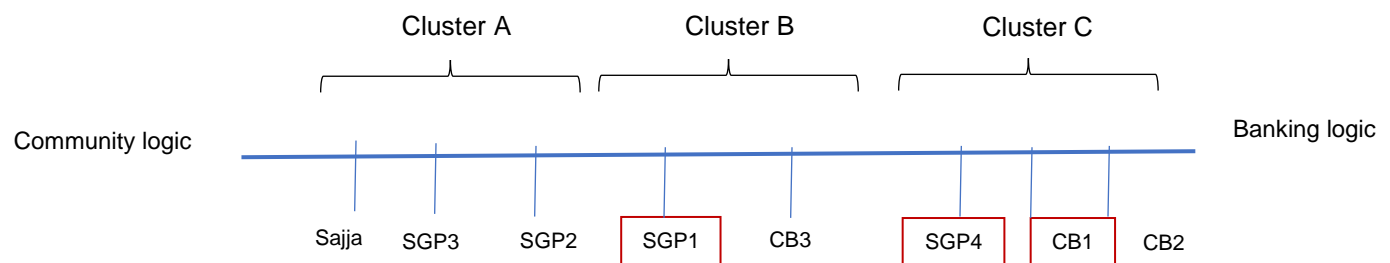 Cluster A
Cluster B
Cluster C
Community logic
Banking logic
Sajja
SGP3
SGP2
SGP1
CB3
SGP4
CB1
CB2